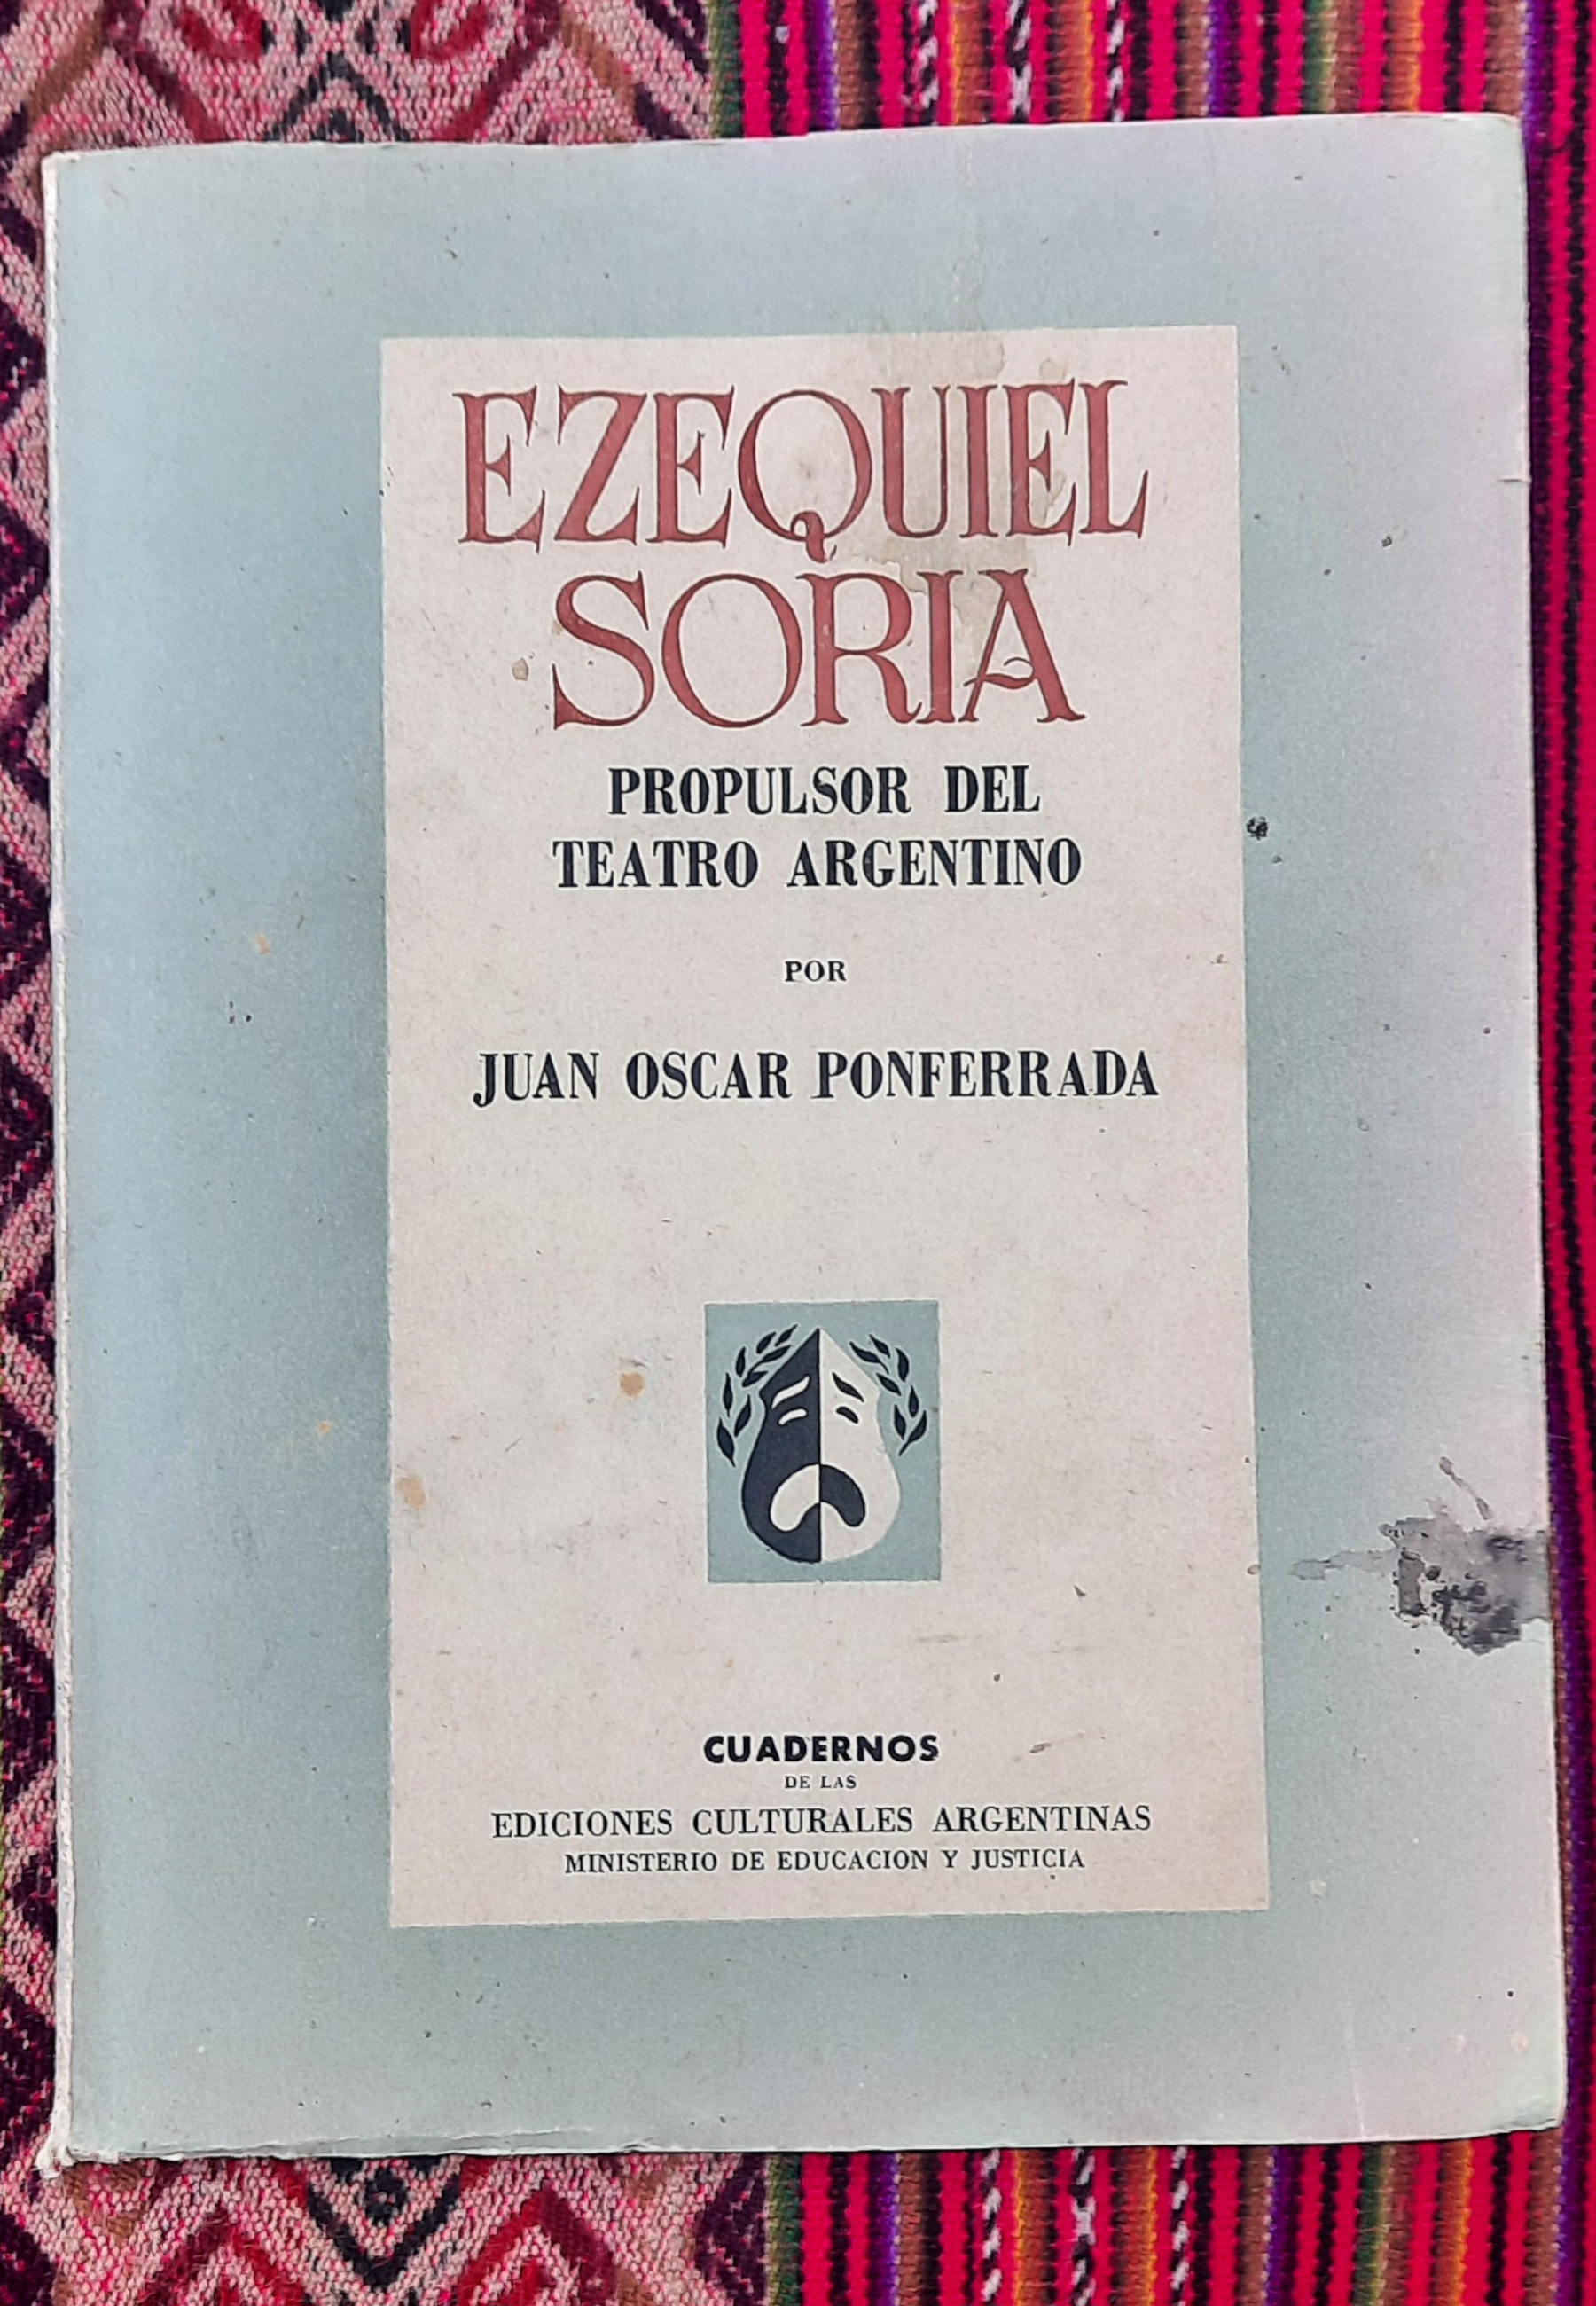 EZEQUIEL
SORIA
PROPULSOR DEL
TEATRO ARGENTINO
POR
JUAN OSCAR PONFERRADA
CUADERNOS
DE LAS
EDICIONES CULTURALES ARGENTINAS
MINISTERIO DE EDUCACION Y JUSTICIA